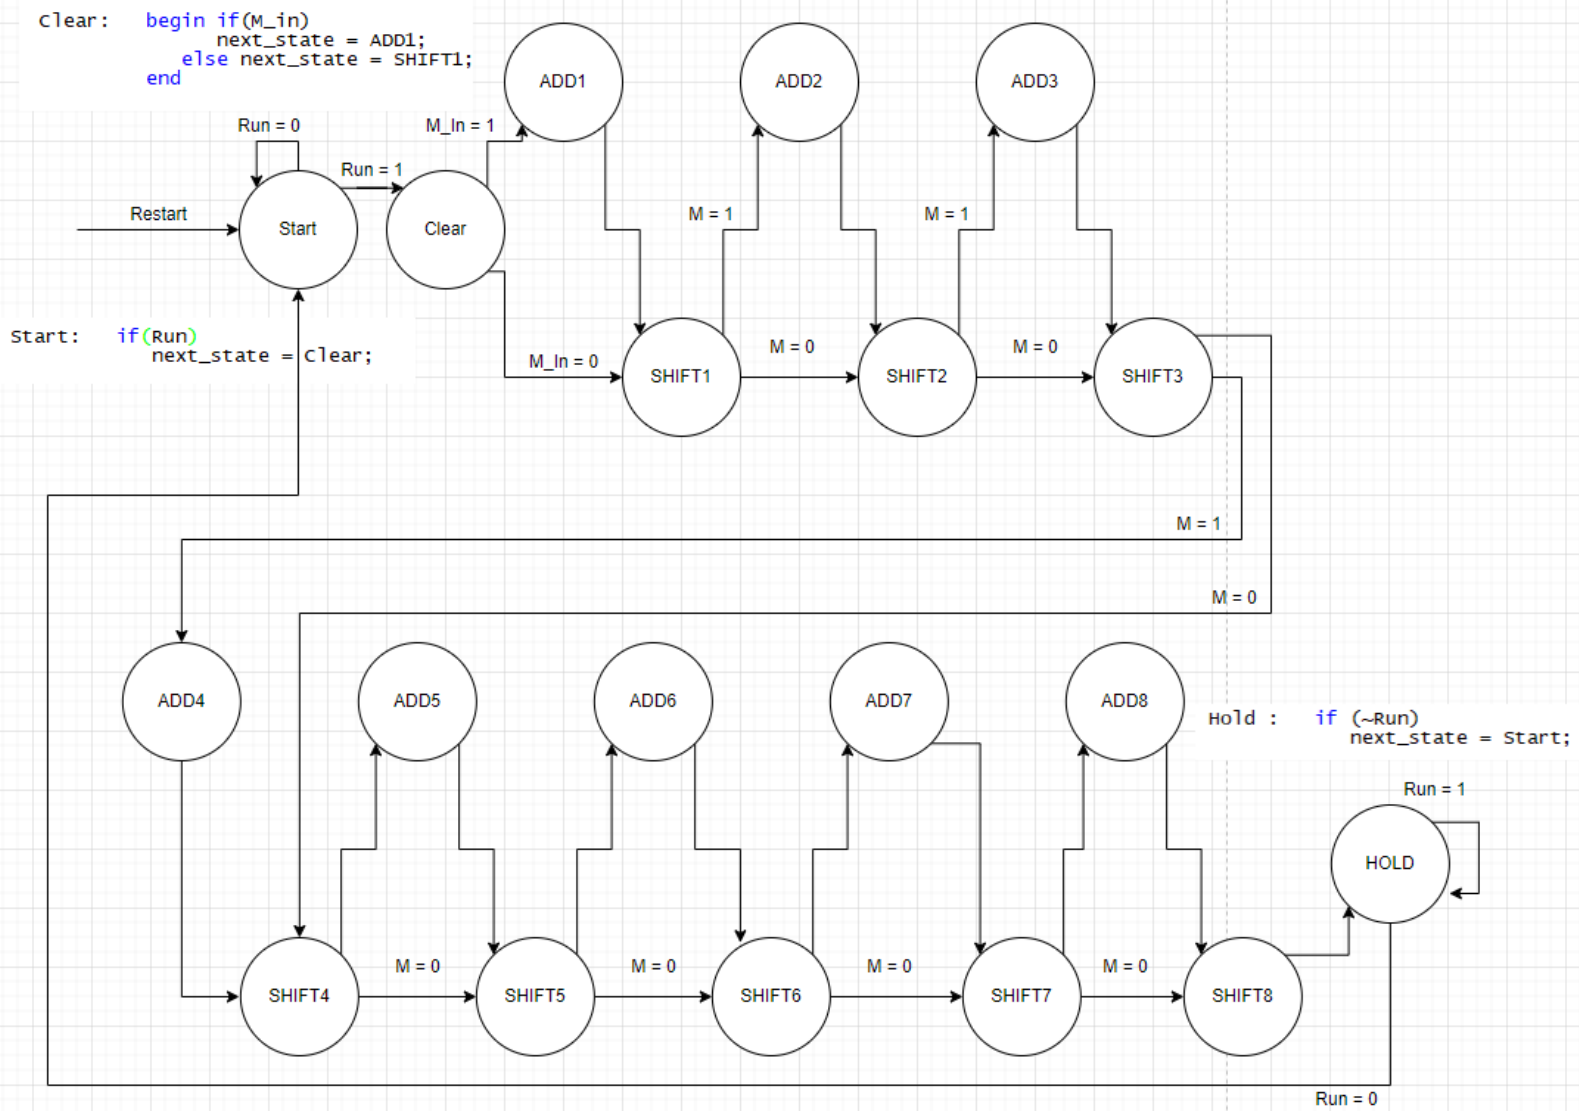 Clear:   begin if(M_in)
next_state = ADD1;
else next_state = SHIFT1;
end
ADD1
ADD2
ADD3
Run = 0
M_In = 1
Run = 1
Restart
Start
Clear
M = 1
M = 1
Start:   if(Run)
next_state = Clear;
M_In = 0
M = 0
M = 0
SHIFT1
SHIFT2
SHIFT3
M = 1
M = 0
ADD4
ADD5
ADD6
ADD7
ADD8
Hold :   if (~Run)
next_state = Start;
Run = 1
HOLD
M = 0
M = 0
M = 0
M = 0
SHIFT4
SHIFT5
SHIFT6
SHIFT7
SHIFT8
Run = 0